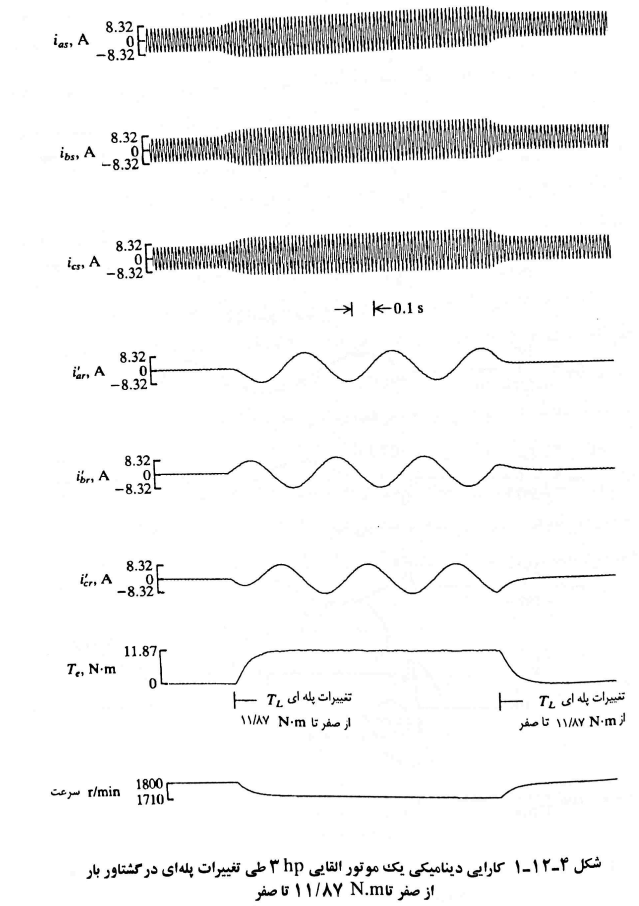 i_as, A
8.32
0
−8.32
i_bs, A
8.32
0
−8.32
i_cs, A
8.32
0
−8.32
0.1 s
i′_ar, A
8.32
0
−8.32
i′_br, A
8.32
0
−8.32
i′_cr, A
8.32
0
−8.32
T_e, N·m
11.87
0
تغییرات پله ای T_L
از صفر تا ۱۱/۸۷ N·m
تغییرات پله ای T_L
از ۱۱/۸۷ N·m تا صفر
سرعت r/min
1800
1710
شکل ۴-۱۲-۱ کارایی دینامیکی یک موتور القایی ۳ hp طی تغییرات پله‌ای در گشتاور بار
از صفر تا ۱۱/۸۷ N.m تا صفر